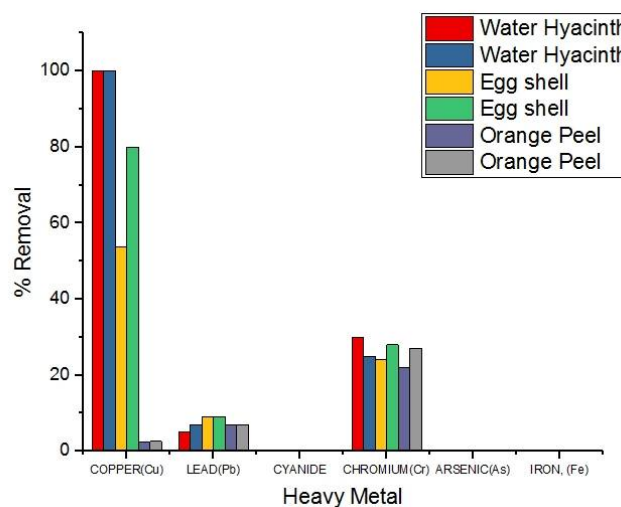 Water Hyacinth
Water Hyacinth
Egg shell
Egg shell
Orange Peel
Orange Peel
100
80
60
40
20
0
% Removal
COPPER(Cu) LEAD(Pb) CYANIDE CHROMIUM(Cr) ARSENIC(As) IRON, (Fe)
Heavy Metal